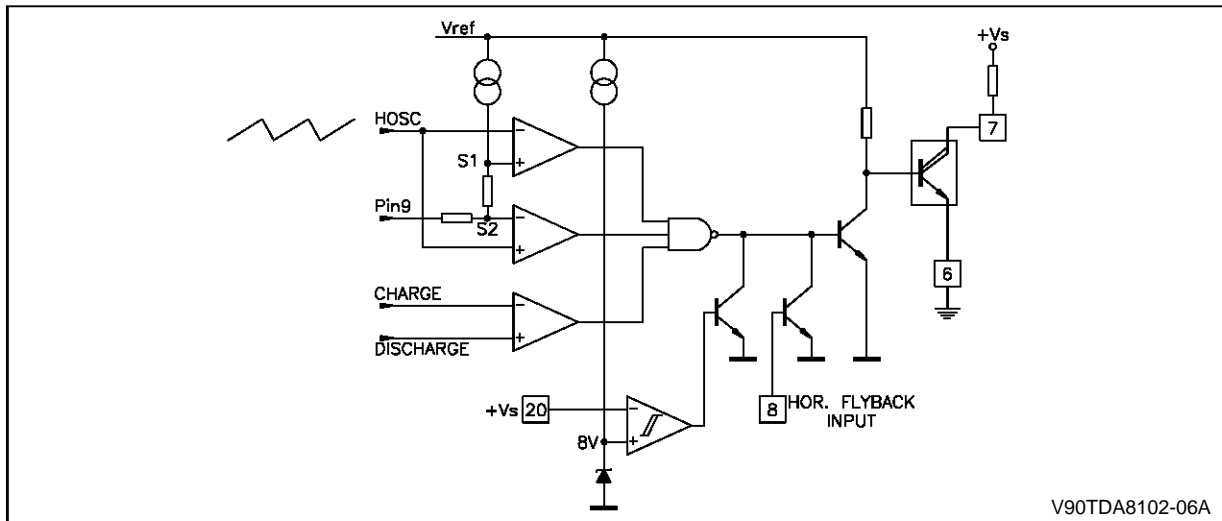 Vref
+Vs
HOSC
7
S1
Pin9
S2
6
CHARGE
DISCHARGE
+Vs 20
8 HOR. FLYBACK
INPUT
8V
V90TDA8102-06A